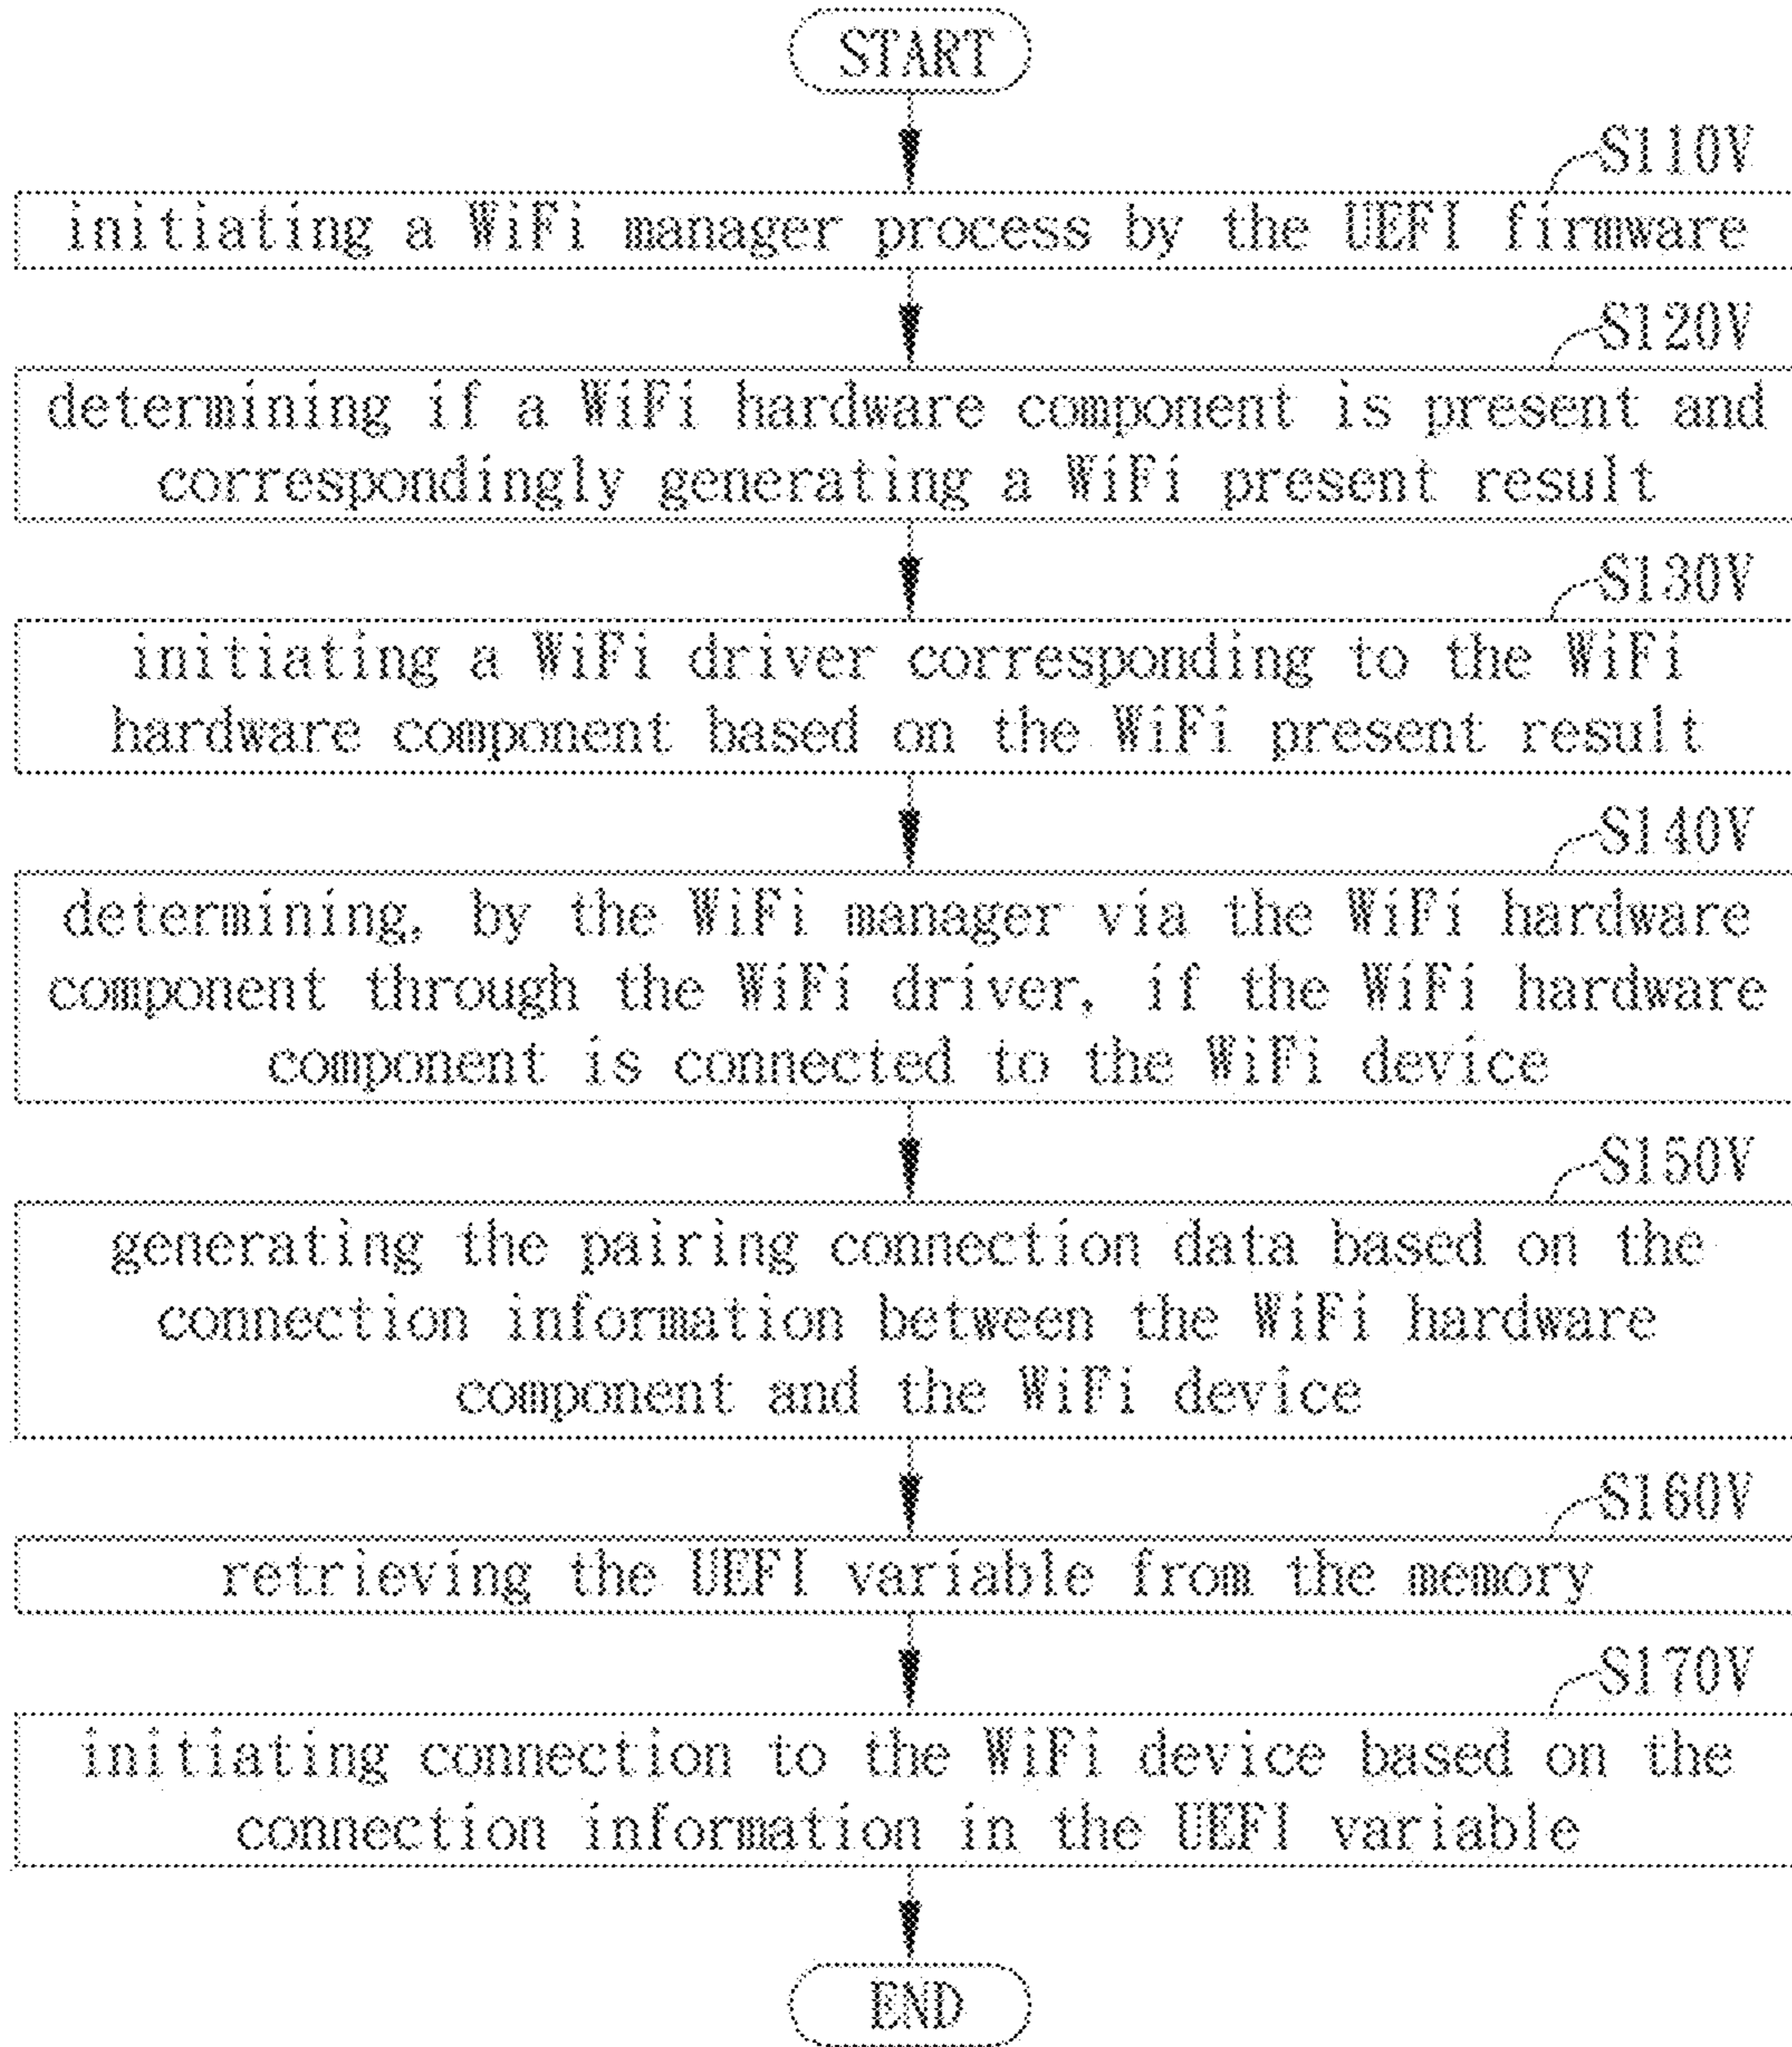 START
S110V
initiating a WiFi manager process by the UEFI firmware
S120V
determining if a WiFi hardware component is present and
correspondingly generating a WiFi present result
S130V
initiating a WiFi driver corresponding to the WiFi
hardware component based on the WiFi present result
S140V
determining, by the WiFi manager via the WiFi hardware
component through the WiFi driver, if the WiFi hardware
component is connected to the WiFi device
S150V
generating the pairing connection data based on the
connection information between the WiFi hardware
component and the WiFi device
S160V
retrieving the UEFI variable from the memory
S170V
initiating connection to the WiFi device based on the
connection information in the UEFI variable
END